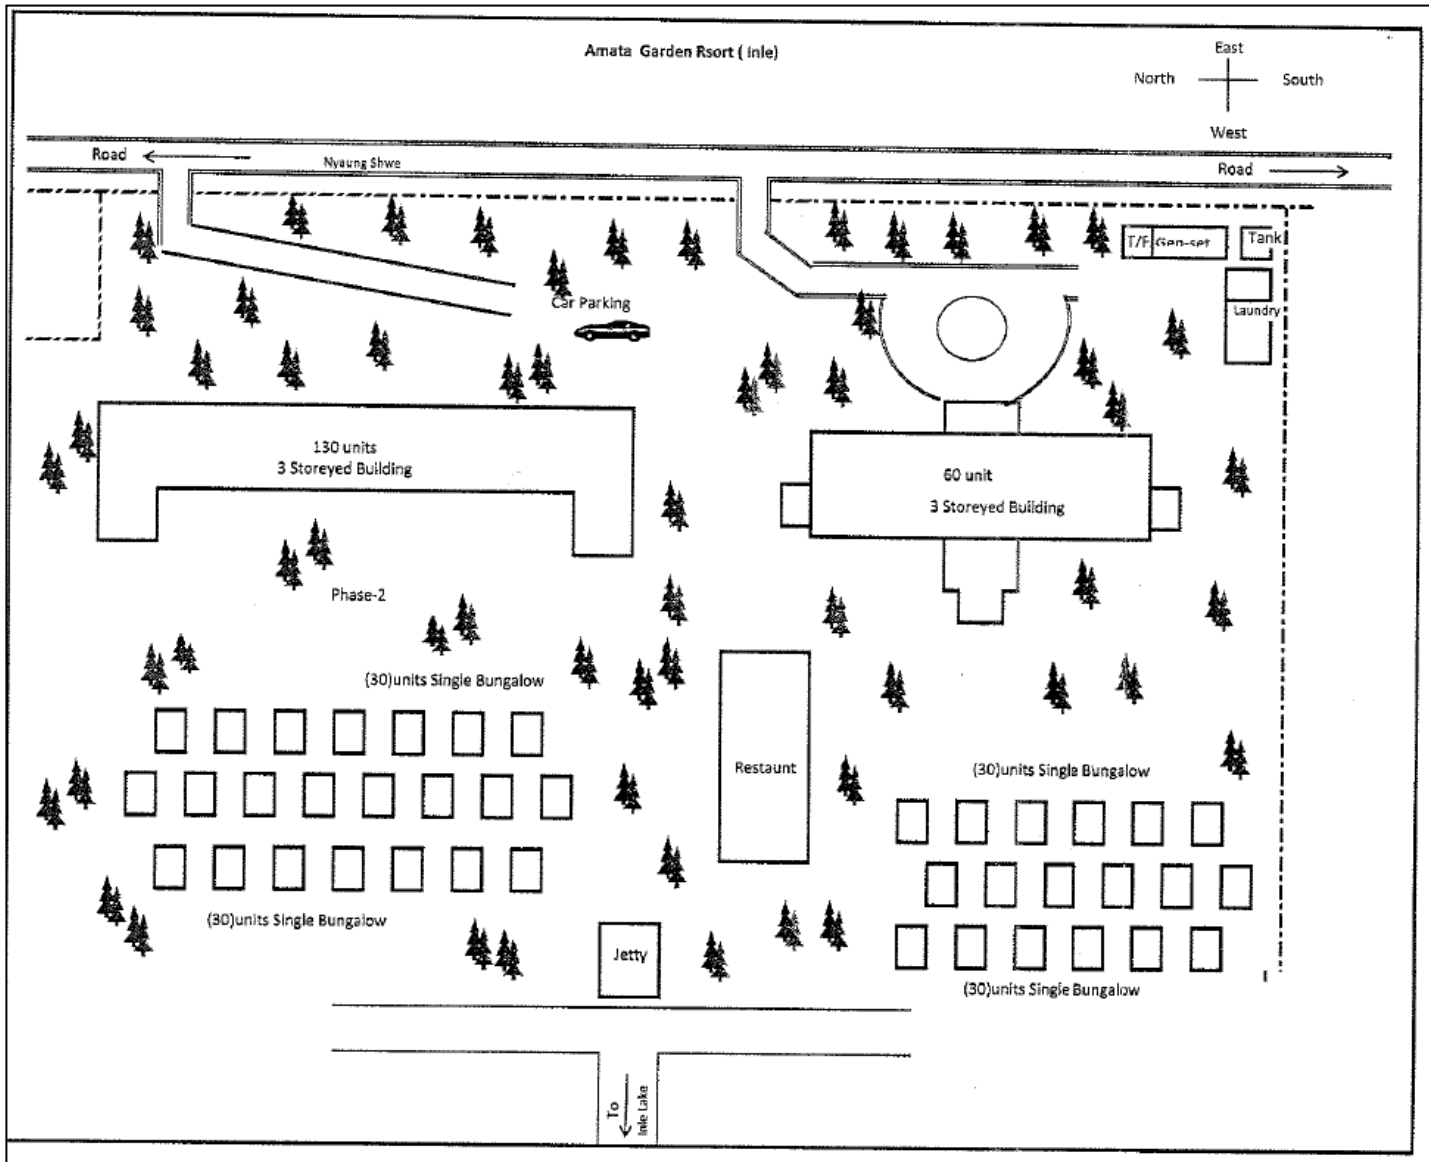 Amata Garden Rsort ( Inle)
East
North
South
West
Road
Nyaung Shwe
Road
T/F
Gen-set
Tank
Car Parking
Laundry
130 units
3 Storeyed Building
60 unit
3 Storeyed Building
Phase-2
(30)units Single Bungalow
Restaunt
(30)units Single Bungalow
(30)units Single Bungalow
Jetty
(30)units Single Bungalow
To
Inle Lake